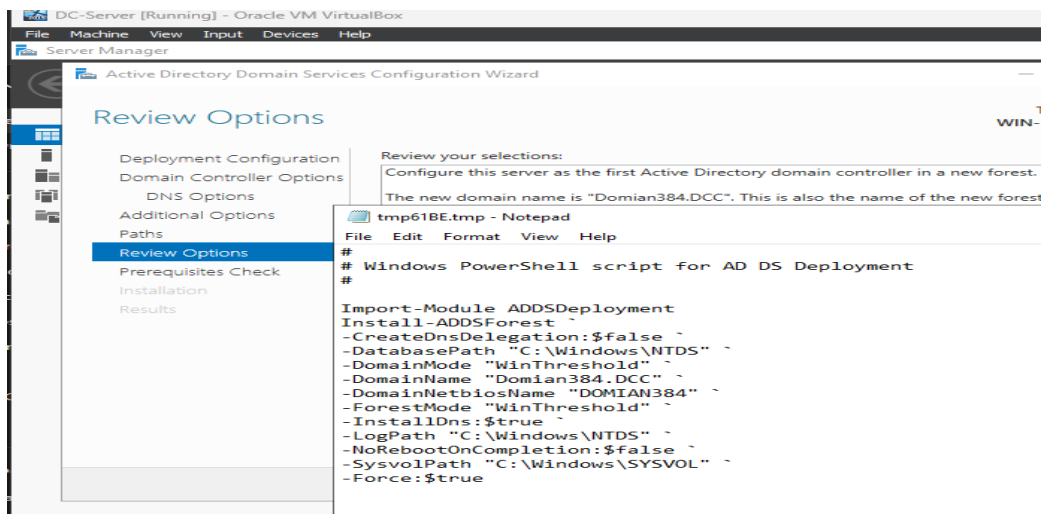 DC-Server [Running] - Oracle VM VirtualBox
File Machine View Input Devices Help
Server Manager
Active Directory Domain Services Configuration Wizard
Review Options
WIN-
Deployment Configuration
Domain Controller Options
DNS Options
Additional Options
Paths
Review Options
Prerequisites Check
Installation
Results
Review your selections:
Configure this server as the first Active Directory domain controller in a new forest.
The new domain name is "Domian384.DCC". This is also the name of the new forest
tmp61BE.tmp - Notepad
File Edit Format View Help
#
# Windows PowerShell script for AD DS Deployment
#
Import-Module ADDSDeployment
Install-ADDSForest `
-CreateDnsDelegation:$false `
-DatabasePath "C:\Windows\NTDS" `
-DomainMode "WinThreshold" `
-DomainName "Domian384.DCC" `
-DomainNetbiosName "DOMIAN384" `
-ForestMode "WinThreshold" `
-InstallDns:$true `
-LogPath "C:\Windows\NTDS" `
-NoRebootOnCompletion:$false `
-SysvolPath "C:\Windows\SYSVOL" `
-Force:$true